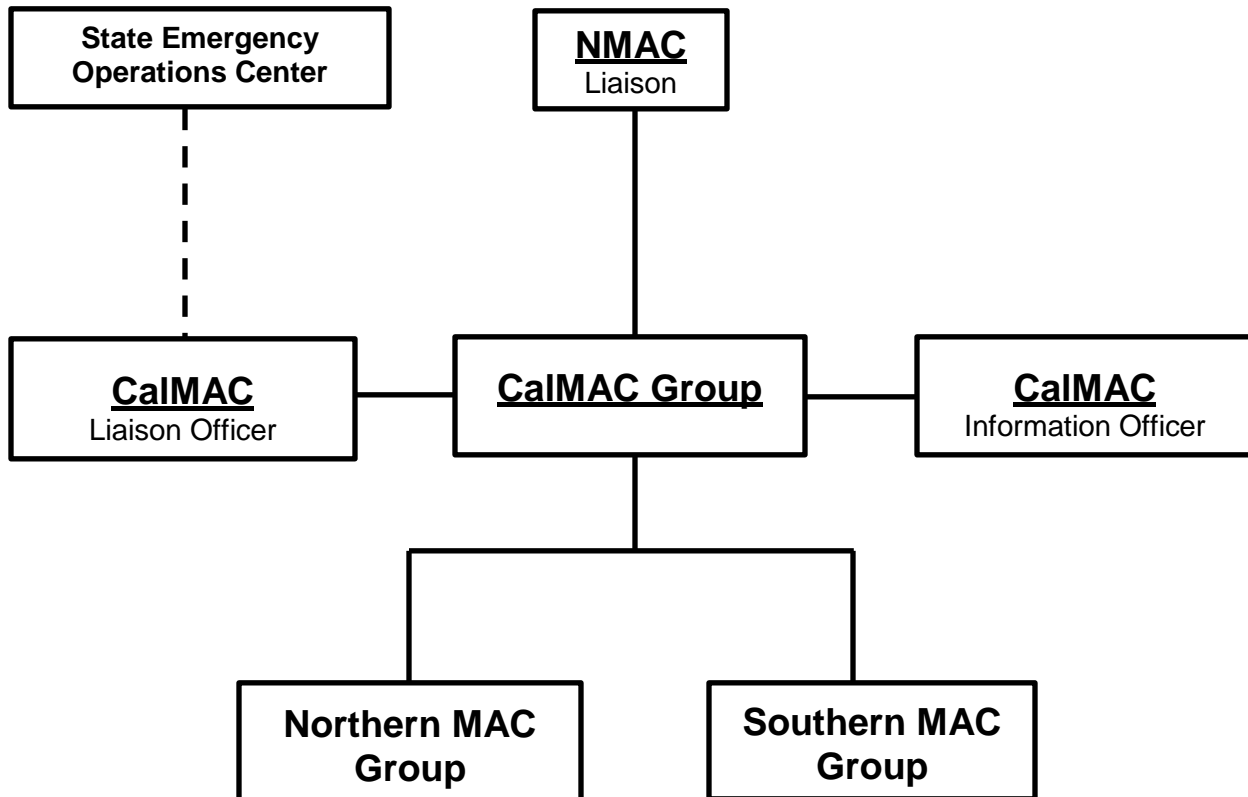 State Emergency
Operations Center
NMAC
Liaison
CalMAC
Liaison Officer
CalMAC Group
CalMAC
Information Officer
Northern MAC
Group
Southern MAC
Group